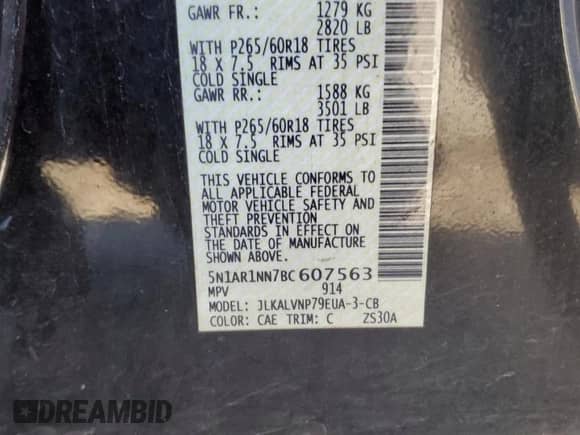 GAWR FR.: 1279 KG
2820 LB
WITH P265/60R18 TIRES
18 X 7.5 RIMS AT 35 PSI
COLD SINGLE
GAWR RR.: 1588 KG
3501 LB
WITH P265/60R18 TIRES
18 X 7.5 RIMS AT 35 PSI
COLD SINGLE
THIS VEHICLE CONFORMS TO
ALL APPLICABLE FEDERAL
MOTOR VEHICLE SAFETY AND
THEFT PREVENTION
STANDARDS IN EFFECT ON
THE DATE OF MANUFACTURE
SHOWN ABOVE.
5N1AR1NN7BC607563
MPV 914
MODEL: JLKALVNP79EUA-3-CB
COLOR: CAE TRIM: C ZS30A
DREAMBID